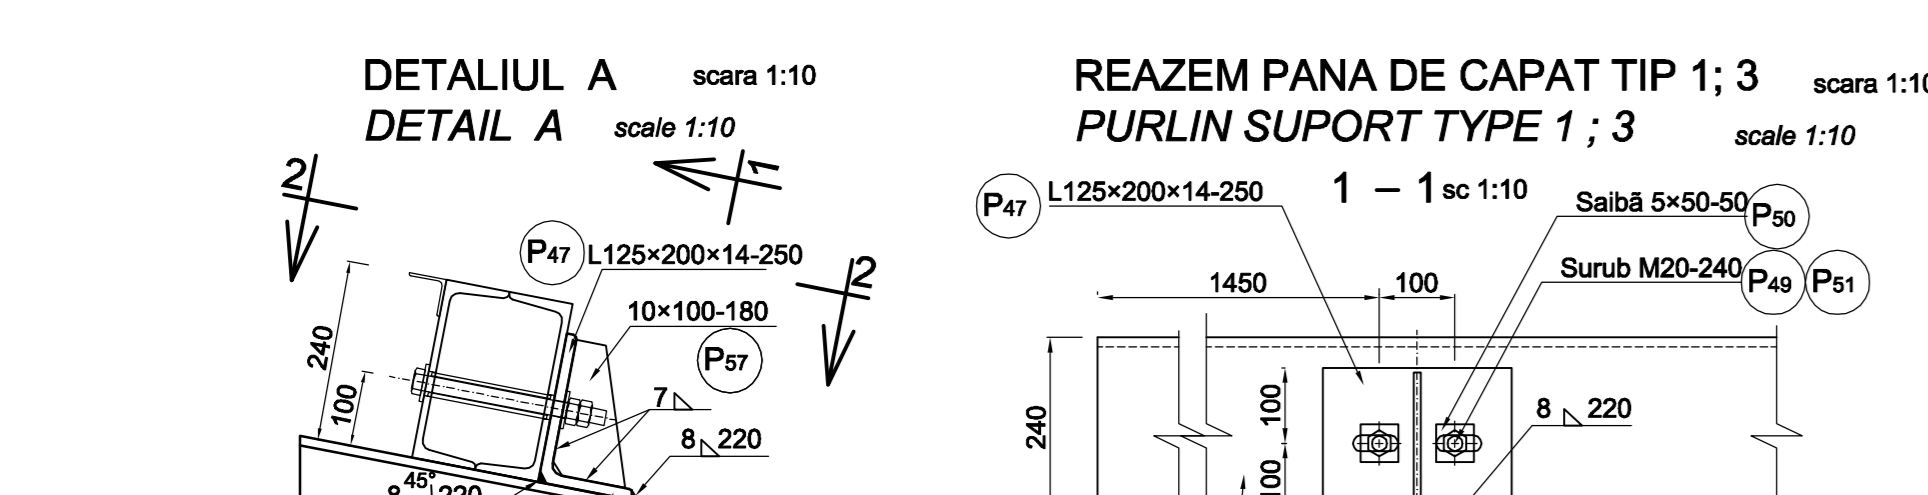 DETALIUL A scara 1:10
DETAIL A scale 1:10
2
1
P47 L125×200×14-250
2
10×100-180
P57
240
100
7
8 220
45°
8 220
REAZEM PANA DE CAPAT TIP 1; 3 scara 1:10
PURLIN SUPORT TYPE 1 ; 3 scale 1:10
P47 L125×200×14-250
1 – 1 sc 1:10
Saibã 5×50-50 P50
Surub M20-240 P49 P51
1450 100
240
100
8 220
100